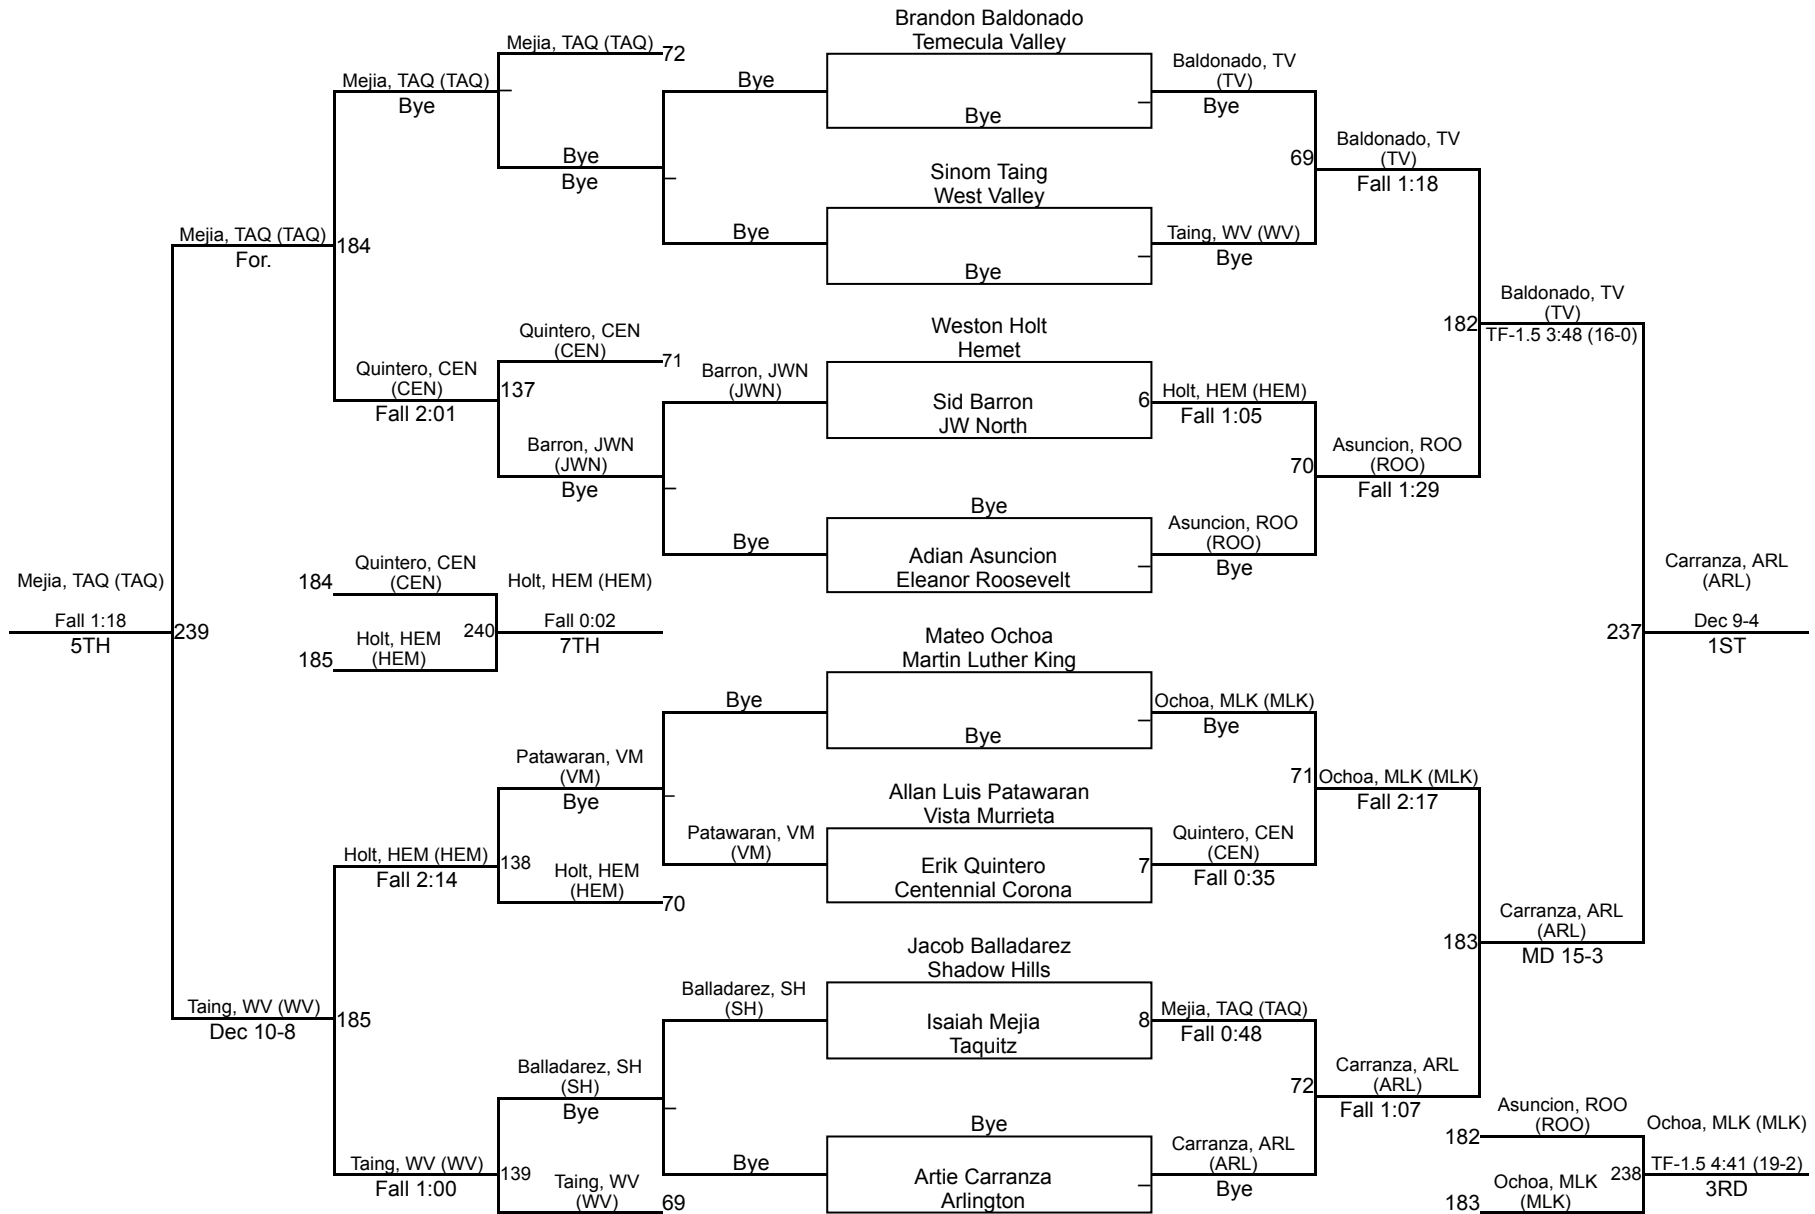 Brandon Baldonado
Temecula Valley
Mejia, TAQ (TAQ)
72
Baldonado, TV
(TV)
Mejia, TAQ (TAQ)
Bye
Bye
Bye
Bye
Baldonado, TV
(TV)
Fall 1:18
69
Bye
Bye
Sinom Taing
West Valley
Bye
Taing, WV (WV)
Bye
Bye
Mejia, TAQ (TAQ)
For.
184
Baldonado, TV
(TV)
TF-1.5 3:48 (16-0)
182
Weston Holt
Hemet
Quintero, CEN
(CEN)
71
Quintero, CEN
(CEN)
Fall 2:01
137
Barron, JWN
(JWN)
Sid Barron
JW North
6
Holt, HEM (HEM)
Fall 1:05
Barron, JWN
(JWN)
Bye
70
Asuncion, ROO
(ROO)
Fall 1:29
Bye
Bye
Adian Asuncion
Eleanor Roosevelt
Asuncion, ROO
(ROO)
Bye
Mejia, TAQ (TAQ)
Fall 1:18
5TH
239
184
Quintero, CEN
(CEN)
Holt, HEM (HEM)
240
Fall 0:02
7TH
185
Holt, HEM
(HEM)
237
Carranza, ARL
(ARL)
Dec 9-4
1ST
Mateo Ochoa
Martin Luther King
Bye
Bye
Ochoa, MLK (MLK)
Bye
Patawaran, VM
(VM)
Bye
71
Ochoa, MLK (MLK)
Fall 2:17
Allan Luis Patawaran
Vista Murrieta
Patawaran, VM
(VM)
Erik Quintero
Centennial Corona
7
Quintero, CEN
(CEN)
Fall 0:35
Holt, HEM (HEM)
Fall 2:14
138
Holt, HEM
(HEM)
70
183
Carranza, ARL
(ARL)
MD 15-3
Jacob Balladarez
Shadow Hills
Balladarez, SH
(SH)
Isaiah Mejia
Taquitz
8
Mejia, TAQ (TAQ)
Fall 0:48
Taing, WV (WV)
Dec 10-8
185
Balladarez, SH
(SH)
Bye
72
Carranza, ARL
(ARL)
Fall 1:07
Bye
Bye
Artie Carranza
Arlington
Carranza, ARL
(ARL)
Bye
Taing, WV (WV)
Fall 1:00
139
Taing, WV
(WV)
69
182
Asuncion, ROO
(ROO)
Ochoa, MLK (MLK)
238
TF-1.5 4:41 (19-2)
3RD
183
Ochoa, MLK
(MLK)